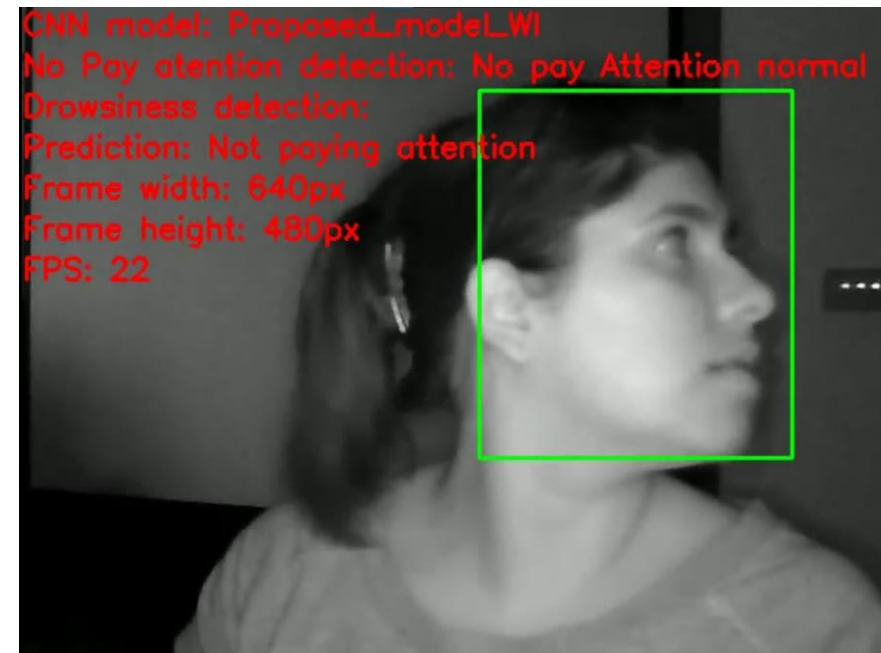 CNN model: Proposed_model_WI
No Pay atention detection: No pay Attention normal
Drowsiness detection:
Prediction: Not paying attention
Frame width: 640px
Frame height: 480px
FPS: 22